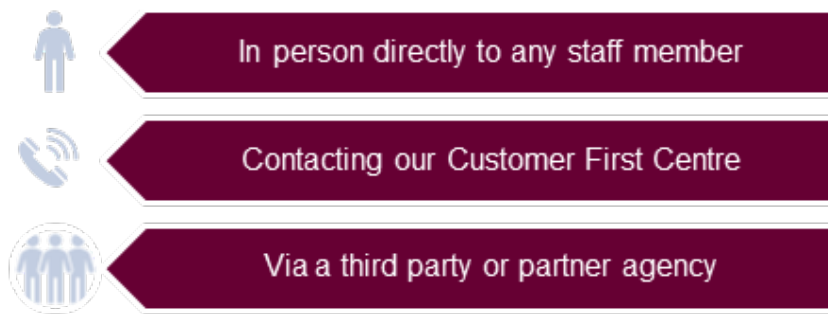 In person directly to any staff member
Contacting our Customer First Centre
Via a third party or partner agency